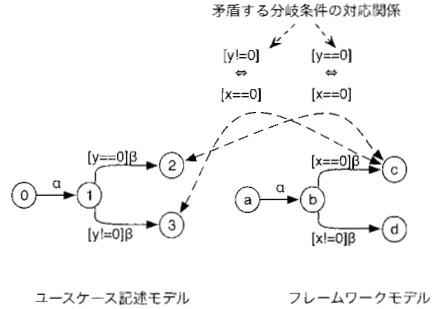 矛盾する分岐条件の対応関係
[y!=0] [y==0]
⇔ ⇔
[x==0] [x==0]
[y==0]β 2 [x==0]β c
0 α 1 a α b
[y!=0]β 3 [x!=0]β d
ユースケース記述モデル フレームワークモデル